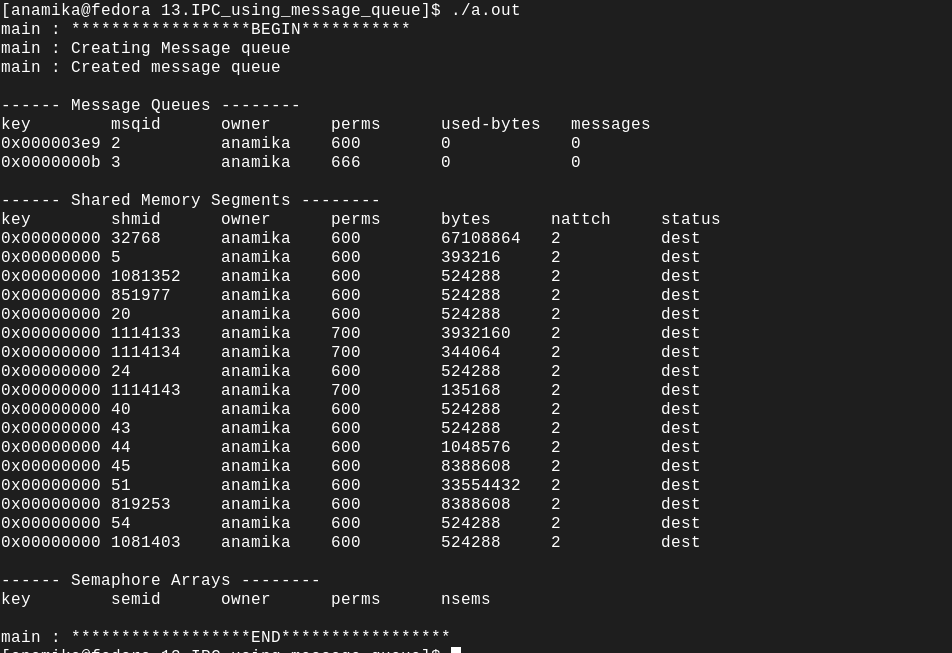 [anamika@fedora 13.IPC_using_message_queue]$ ./a.out
main : ******************BEGIN***********
main : Creating Message queue
main : Created message queue
------ Message Queues --------
key        msqid      owner      perms      used-bytes   messages
0x000003e9 2          anamika    600        0            0
0x0000000b 3          anamika    666        0            0
------ Shared Memory Segments --------
key        shmid      owner      perms      bytes      nattch     status
0x00000000 32768      anamika    600        67108864   2          dest
0x00000000 5          anamika    600        393216     2          dest
0x00000000 1081352    anamika    600        524288     2          dest
0x00000000 851977     anamika    600        524288     2          dest
0x00000000 20         anamika    600        524288     2          dest
0x00000000 1114133    anamika    700        3932160    2          dest
0x00000000 1114134    anamika    700        344064     2          dest
0x00000000 24         anamika    600        524288     2          dest
0x00000000 1114143    anamika    700        135168     2          dest
0x00000000 40         anamika    600        524288     2          dest
0x00000000 43         anamika    600        524288     2          dest
0x00000000 44         anamika    600        1048576    2          dest
0x00000000 45         anamika    600        8388608    2          dest
0x00000000 51         anamika    600        33554432   2          dest
0x00000000 819253     anamika    600        8388608    2          dest
0x00000000 54         anamika    600        524288     2          dest
0x00000000 1081403    anamika    600        524288     2          dest
------ Semaphore Arrays --------
key        semid      owner      perms      nsems
main : ******************END*****************
[anamika@fedora 13.IPC_using_message_queue]$